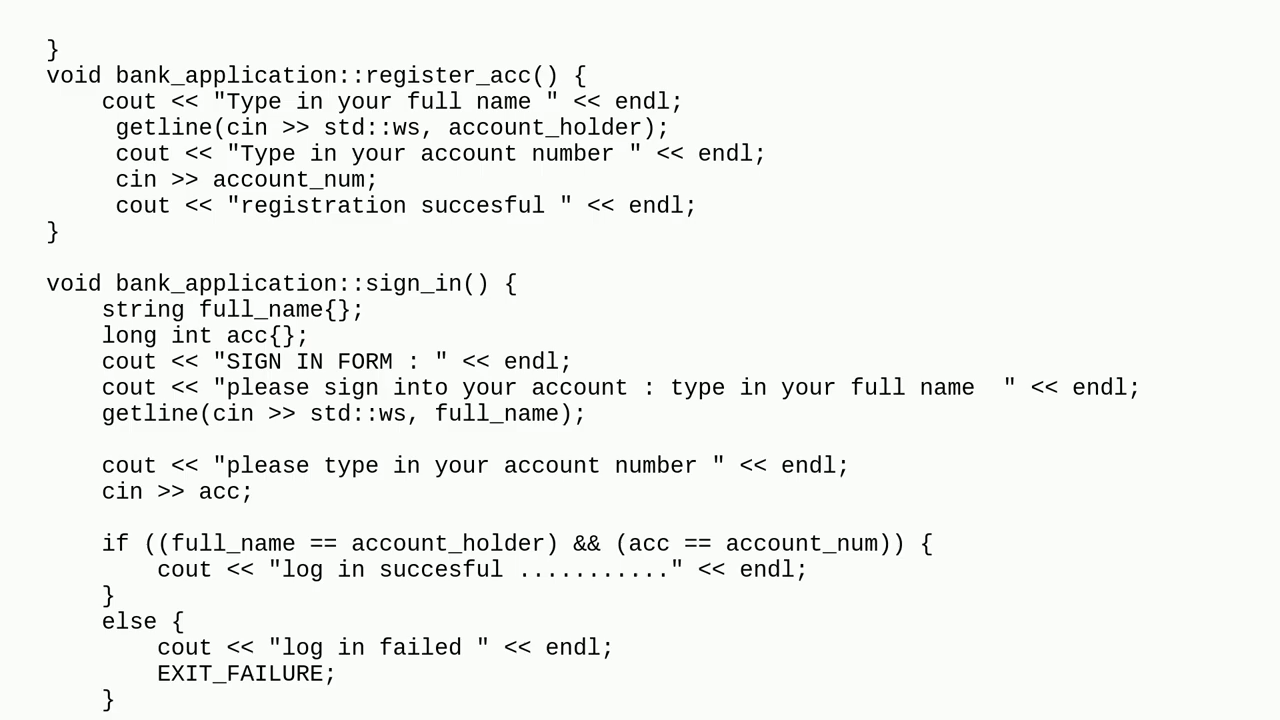 }
void bank_application::register_acc() {
    cout << "Type in your full name " << endl;
     getline(cin >> std::ws, account_holder);
     cout << "Type in your account number " << endl;
     cin >> account_num;
     cout << "registration succesful " << endl;
}

void bank_application::sign_in() {
    string full_name{};
    long int acc{};
    cout << "SIGN IN FORM : " << endl;
    cout << "please sign into your account : type in your full name  " << endl;
    getline(cin >> std::ws, full_name);

    cout << "please type in your account number " << endl;
    cin >> acc;

    if ((full_name == account_holder) && (acc == account_num)) {
        cout << "log in succesful ..........." << endl;
    }
    else {
        cout << "log in failed " << endl;
        EXIT_FAILURE;
    }